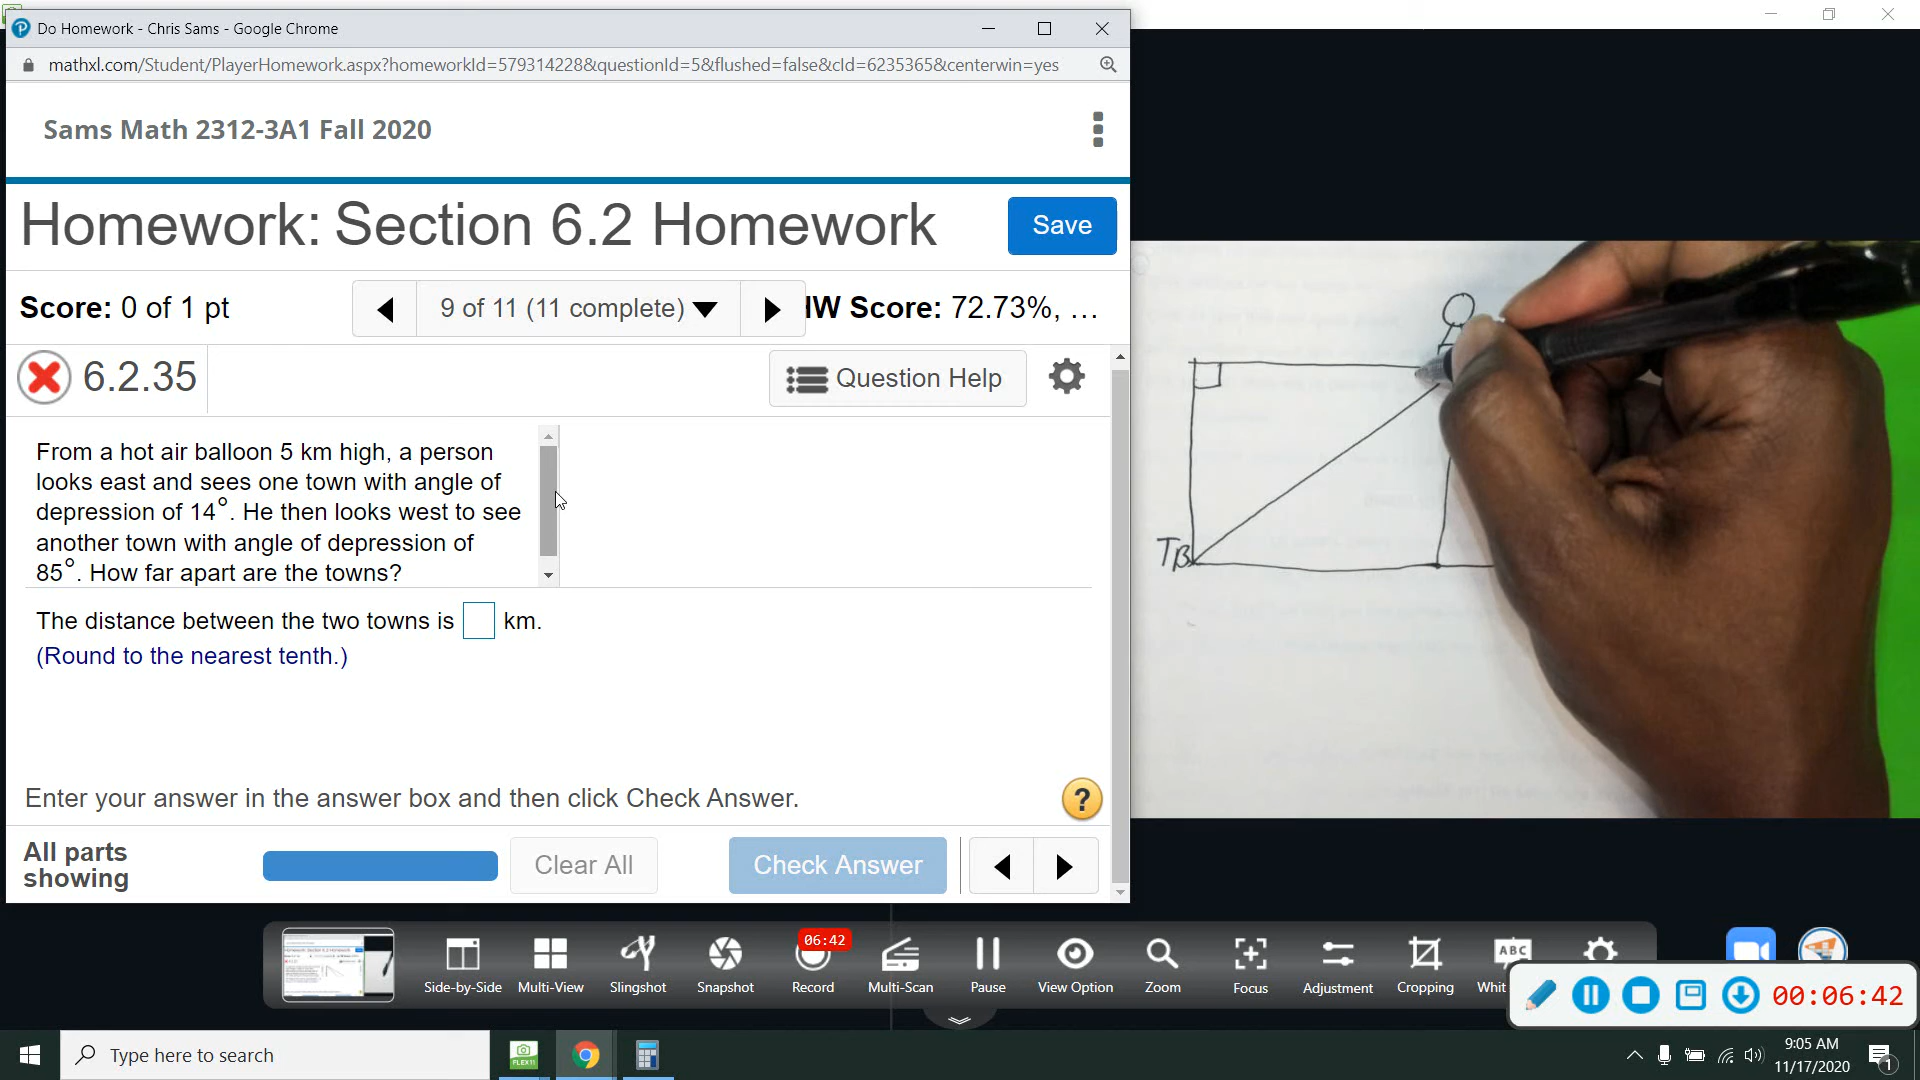 Do Homework - Chris Sams - Google Chrome
mathxl.com/Student/PlayerHomework.aspx?homeworkId=579314228&questionId=5&flushed=false&cId=6235365&centerwin=yes
Sams Math 2312-3A1 Fall 2020
Homework: Section 6.2 Homework
Save
Score: 0 of 1 pt
9 of 11 (11 complete)
HW Score: 72.73%, ...
6.2.35
Question Help
From a hot air balloon 5 km high, a person
looks east and sees one town with angle of
depression of 14°. He then looks west to see
another town with angle of depression of
85°. How far apart are the towns?
The distance between the two towns is km.
(Round to the nearest tenth.)
TB
Enter your answer in the answer box and then click Check Answer.
?
All parts
showing
Clear All
Check Answer
06:42
ABC
Side-by-Side
Multi-View
Slingshot
Snapshot
Record
Multi-Scan
Pause
View Option
Zoom
Focus
Adjustment
Cropping
Whit
00:06:42
Type here to search
FLEX11
9:05 AM
11/17/2020
1